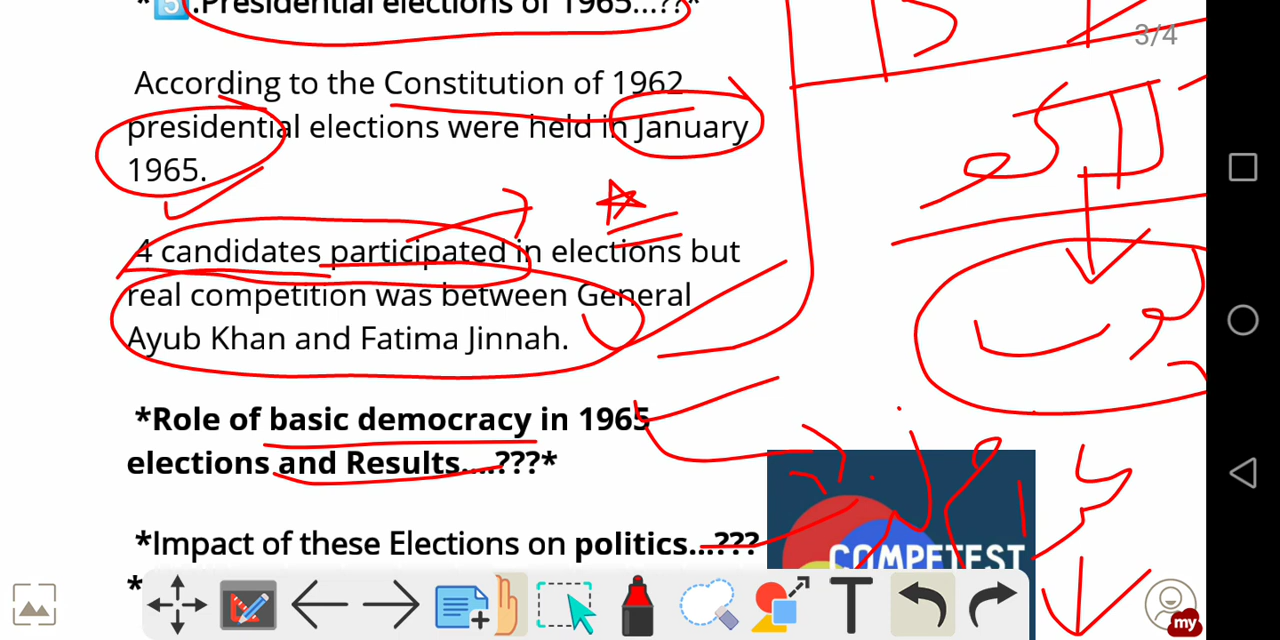 *5️⃣.Presidential elections of 1965...??*
3/4
According to the Constitution of 1962
presidential elections were held in January
1965.
4 candidates participated in elections but
real competition was between General
Ayub Khan and Fatima Jinnah.
*Role of basic democracy in 1965
elections and Results....???*
*Impact of these Elections on politics...???
*
COMPETEST
T
my